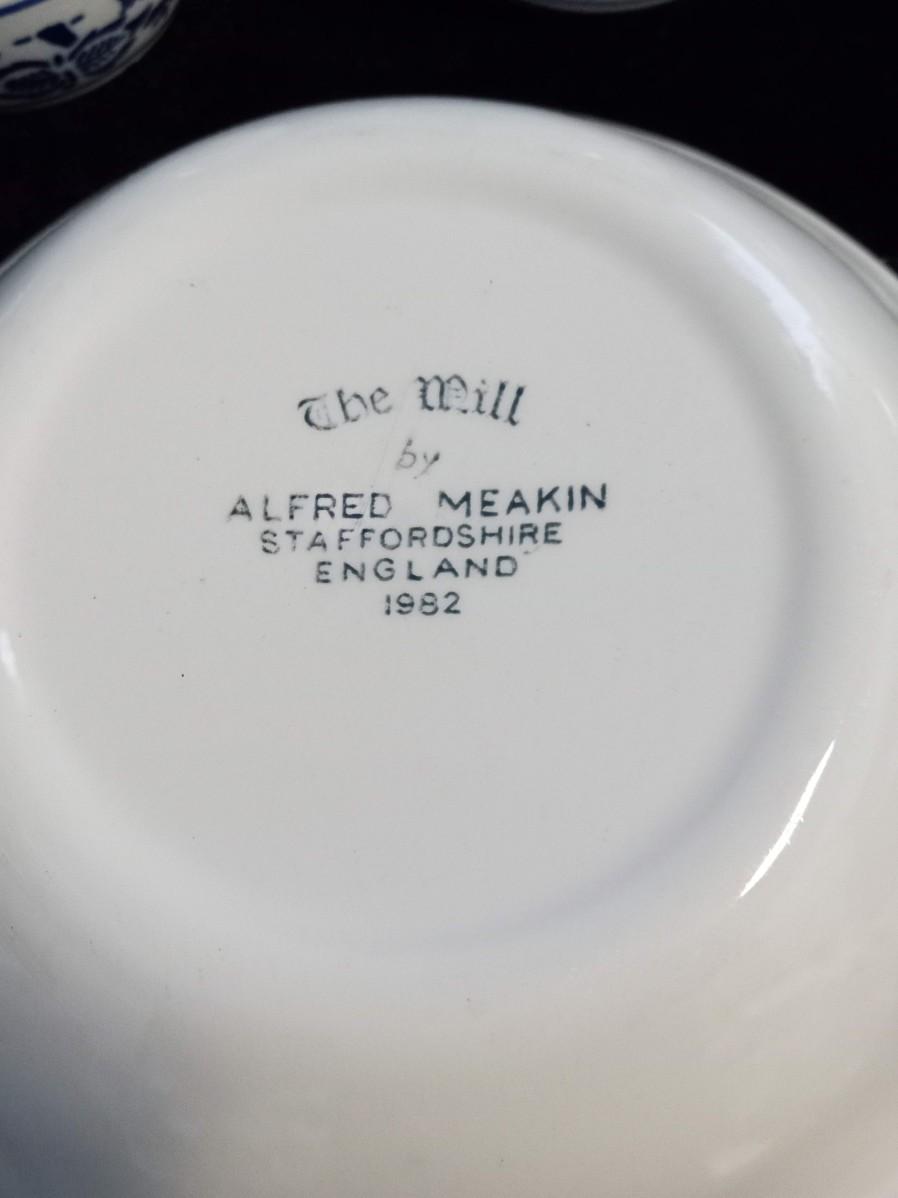 The Mill
by
ALFRED MEAKIN
STAFFORDSHIRE
ENGLAND
1982